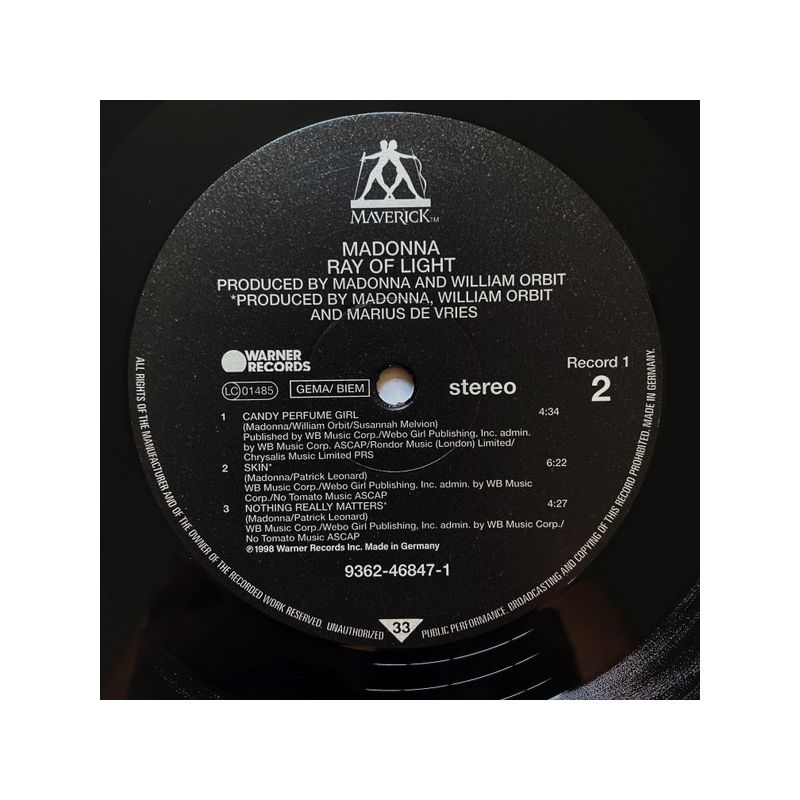 MAVERICK™
MADONNA
RAY OF LIGHT
PRODUCED BY MADONNA AND WILLIAM ORBIT
*PRODUCED BY MADONNA, WILLIAM ORBIT
AND MARIUS DE VRIES
WARNER
RECORDS
LC 01485
GEMA/ BIEM
stereo
Record 1
2
1 CANDY PERFUME GIRL 4:34
(Madonna/William Orbit/Susannah Melvion)
Published by WB Music Corp./Webo Girl Publishing, Inc. admin.
by WB Music Corp. ASCAP/Rondor Music (London) Limited/
Chrysalis Music Limited PRS
2 SKIN* 6:22
(Madonna/Patrick Leonard)
WB Music Corp./Webo Girl Publishing, Inc. admin. by WB Music
Corp./No Tomato Music ASCAP
3 NOTHING REALLY MATTERS* 4:27
(Madonna/Patrick Leonard)
WB Music Corp./Webo Girl Publishing, Inc. admin. by WB Music Corp./
No Tomato Music ASCAP
℗1998 Warner Records Inc. Made in Germany
9362-46847-1
33
ALL RIGHTS OF THE MANUFACTURER AND OF THE OWNER OF THE RECORDED WORK RESERVED. UNAUTHORIZED PUBLIC PERFORMANCE, BROADCASTING AND COPYING OF THIS RECORD PROHIBITED. MADE IN GERMANY.